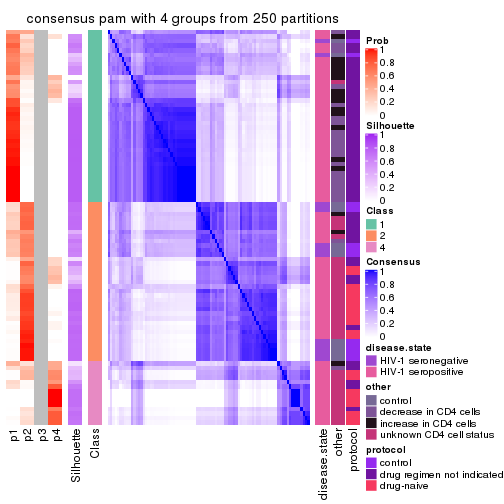 consensus pam with 4 groups from 250 partitions
Prob
1
0.8
0.6
0.4
0.2
0
Silhouette
1
0.8
0.6
0.4
0.2
0
Class
1
2
4
Consensus
1
0.8
0.6
0.4
0.2
0
disease.state
HIV-1 seronegative
HIV-1 seropositive
other
control
decrease in CD4 cells
increase in CD4 cells
unknown CD4 cell status
protocol
control
drug regimen not indicated
drug-naive
p1
p2
p3
p4
Silhouette
Class
disease.state
other
protocol